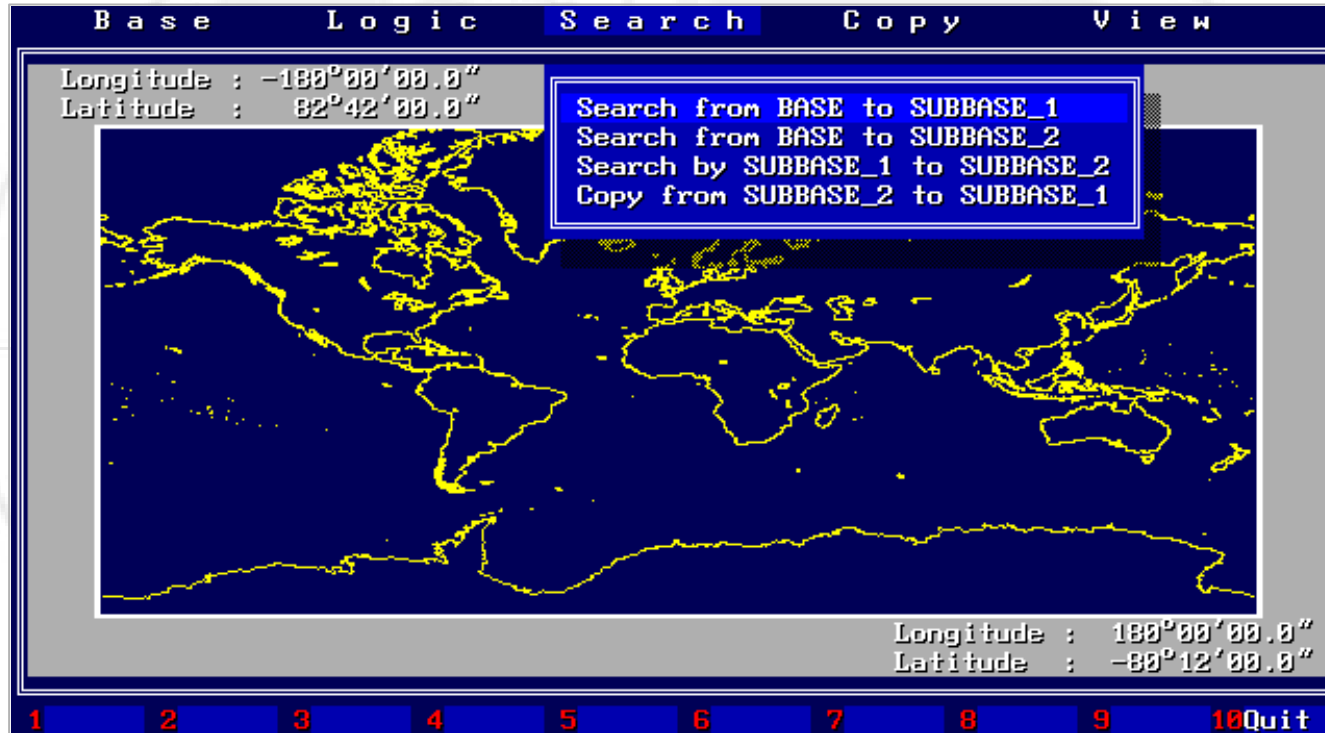 Base Logic Search Copy View
Longitude : -180°00'00.0"
Latitude : 82°42'00.0"
Search from BASE to SUBBASE_1
Search from BASE to SUBBASE_2
Search by SUBBASE_1 to SUBBASE_2
Copy from SUBBASE_2 to SUBBASE_1
Longitude : 180°00'00.0"
Latitude : -80°12'00.0"
1 2 3 4 5 6 7 8 9 10Quit